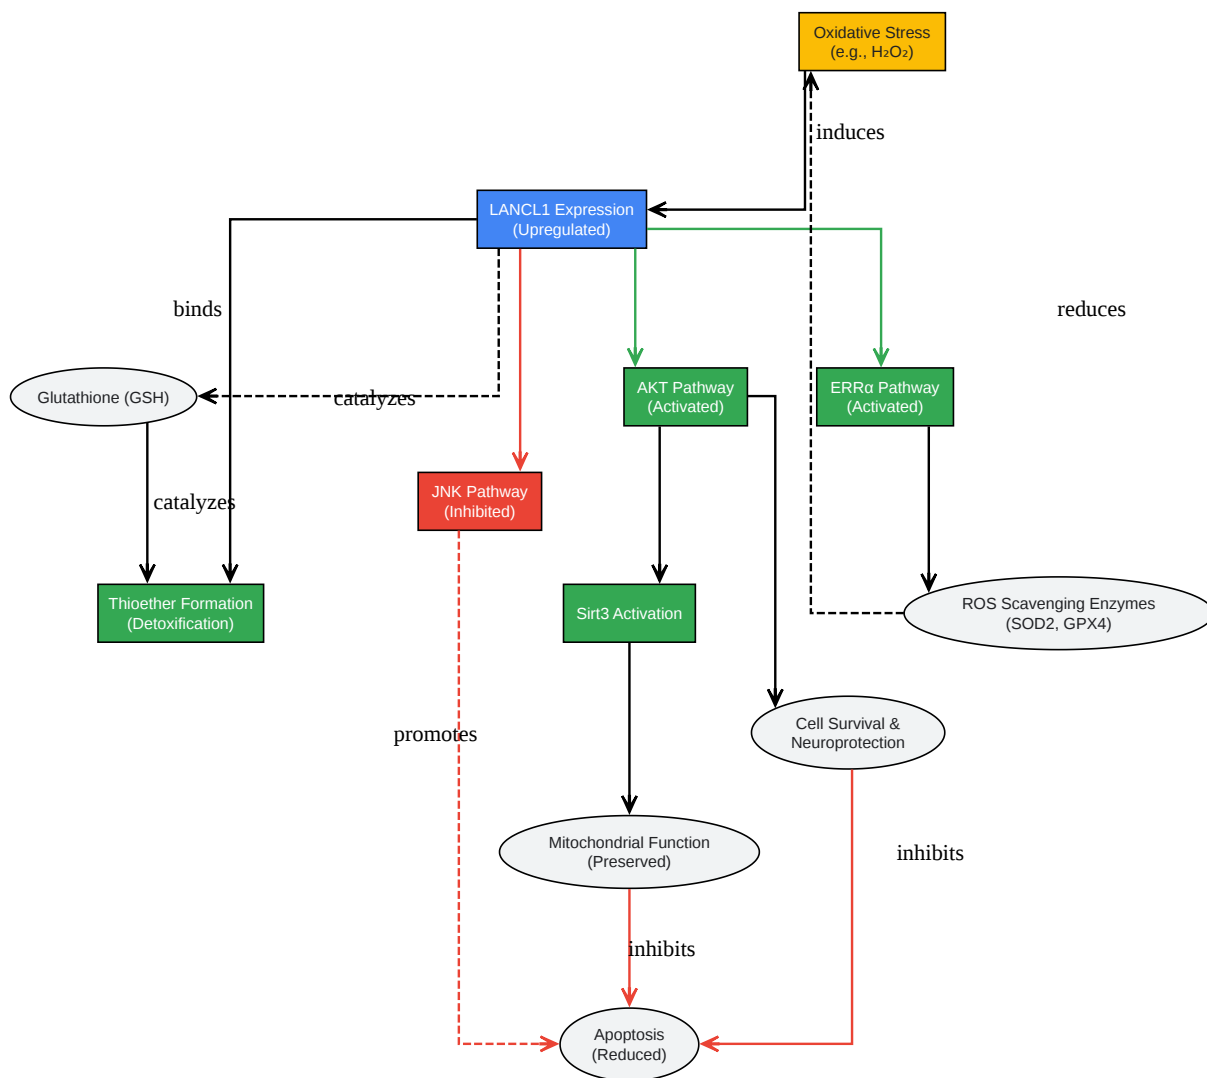 Oxidative Stress
(e.g., H₂O₂)
induces
LANCL1 Expression
(Upregulated)
binds
reduces
Glutathione (GSH)
catalyzes
AKT Pathway
(Activated)
ERRα Pathway
(Activated)
catalyzes
JNK Pathway
(Inhibited)
Thioether Formation
(Detoxification)
Sirt3 Activation
ROS Scavenging Enzymes
(SOD2, GPX4)
promotes
Cell Survival &
Neuroprotection
Mitochondrial Function
(Preserved)
inhibits
inhibits
Apoptosis
(Reduced)